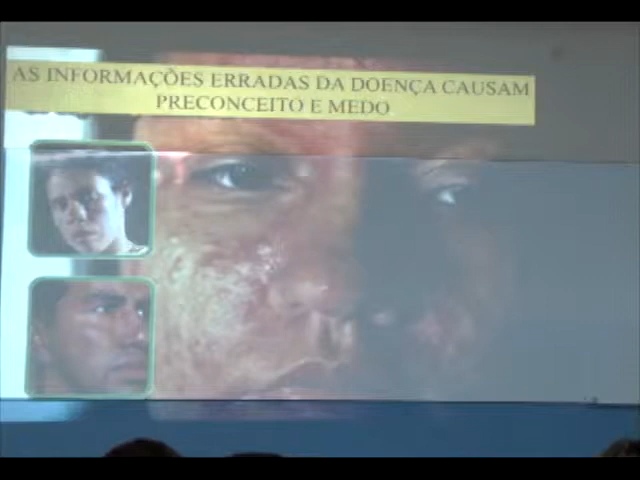 AS INFORMAÇÕES ERRADAS DA DOENÇA CAUSAM
PRECONCEITO E MEDO